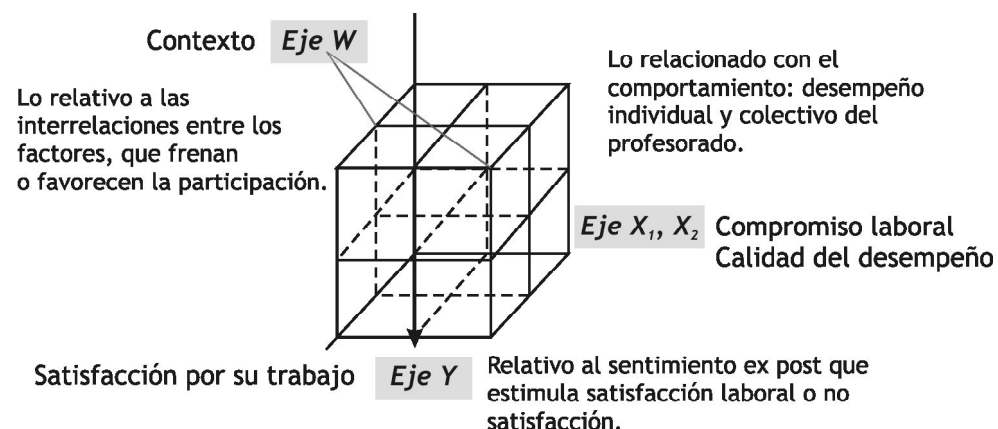 Contexto Eje W
Lo relativo a las
interrelaciones entre los
factores, que frenan
o favorecen la participación.
Lo relacionado con el
comportamiento: desempeño
individual y colectivo del
profesorado.
Eje X₁, X₂ Compromiso laboral
Calidad del desempeño
Satisfacción por su trabajo Eje Y
Relativo al sentimiento ex post que
estimula satisfacción laboral o no
satisfacción.